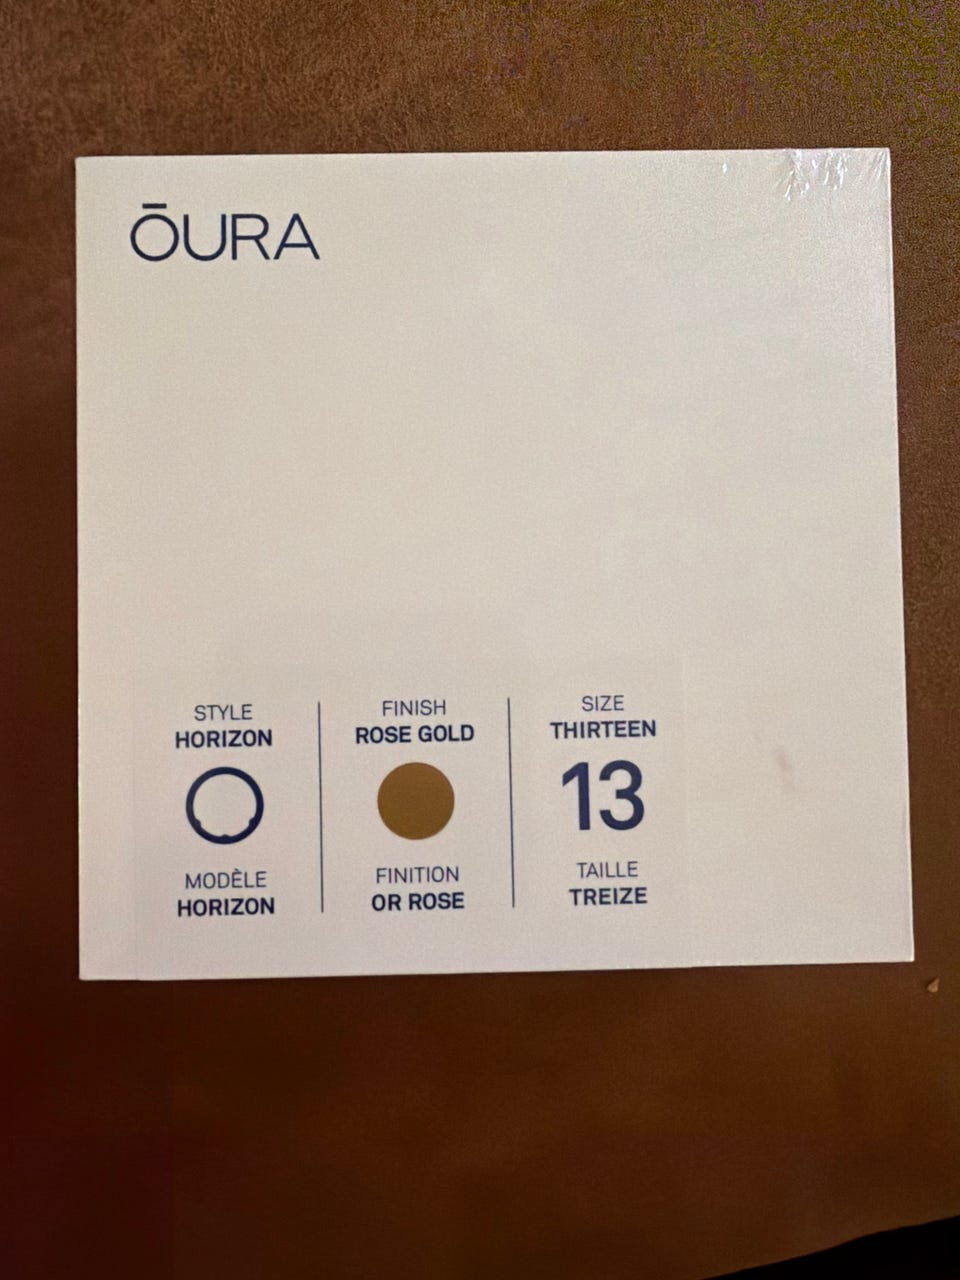 ŌURA
STYLE
HORIZON
MODÈLE
HORIZON
FINISH
ROSE GOLD
FINITION
OR ROSE
SIZE
THIRTEEN
13
TAILLE
TREIZE